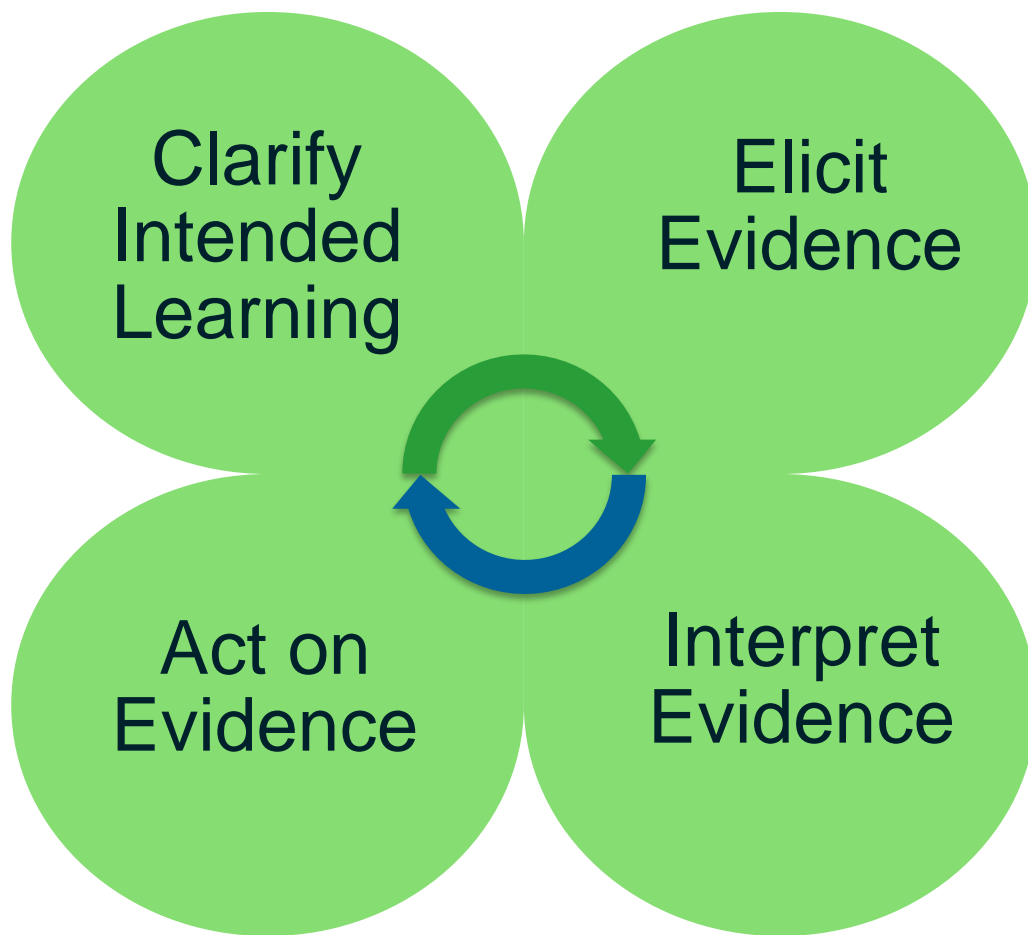 Clarify
Intended
Learning
Elicit
Evidence
Act on
Evidence
Interpret
Evidence